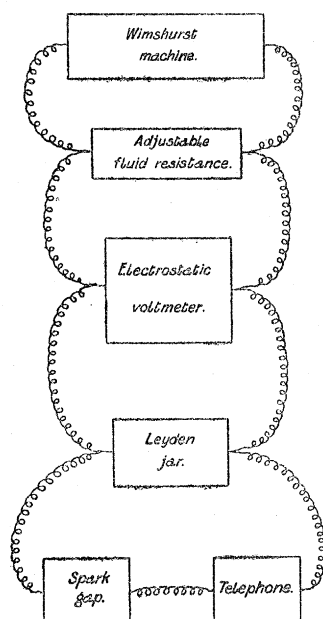 Wimshurst
machine.
Adjustable
fluid resistance.
Electrostatic
voltmeter.
Leyden
jar.
Spark
gap.
Telephone.